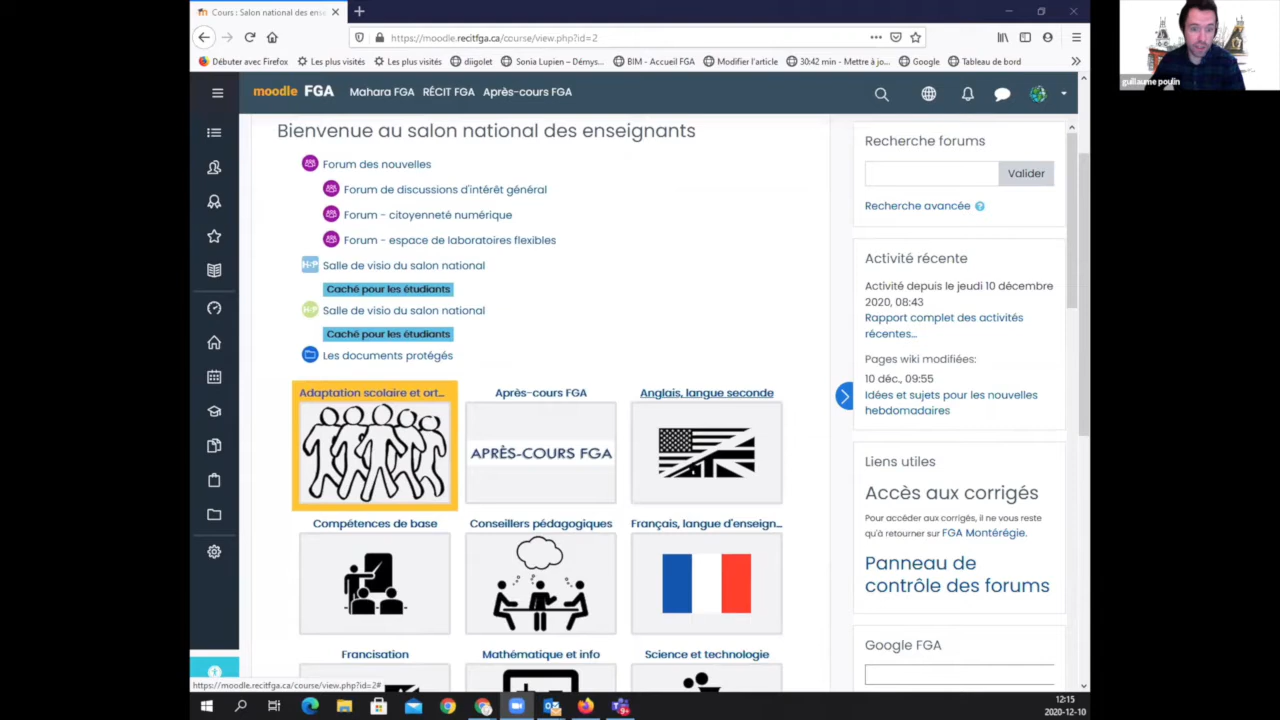 Cours : Salon national des ens
https://moodle.recitfga.ca/course/view.php?id=2
Débuter avec Firefox
Les plus visités
Les plus visités
diigolet
Sonia Lupien – Démys...
BIM - Accueil FGA
Modifier l'article
30:42 min - Mettre à jo...
Google
Tableau de bord
moodle FGA
Mahara FGA
RÉCIT FGA
Après-cours FGA
guillaume poulin
Bienvenue au salon national des enseignants
Forum des nouvelles
Forum de discussions d'intérêt général
Forum - citoyenneté numérique
Forum - espace de laboratoires flexibles
H-P
Salle de visio du salon national
Caché pour les étudiants
H-P
Salle de visio du salon national
Caché pour les étudiants
Les documents protégés
Adaptation scolaire et ort...
Après-cours FGA
Anglais, langue seconde
APRÈS-COURS FGA
Compétences de base
Conseillers pédagogiques
Français, langue d'enseign...
Francisation
Mathématique et info
Science et technologie
Recherche forums
Valider
Recherche avancée
Activité récente
Activité depuis le jeudi 10 décembre
2020, 08:43
Rapport complet des activités
récentes...
Pages wiki modifiées:
10 déc., 09:55
Idées et sujets pour les nouvelles
hebdomadaires
Liens utiles
Accès aux corrigés
Pour accéder aux corrigés, il ne vous reste
qu'à retourner sur FGA Montérégie.
Panneau de
contrôle des forums
Google FGA
https://moodle.recitfga.ca/course/view.php?id=2#
12:15
2020-12-10